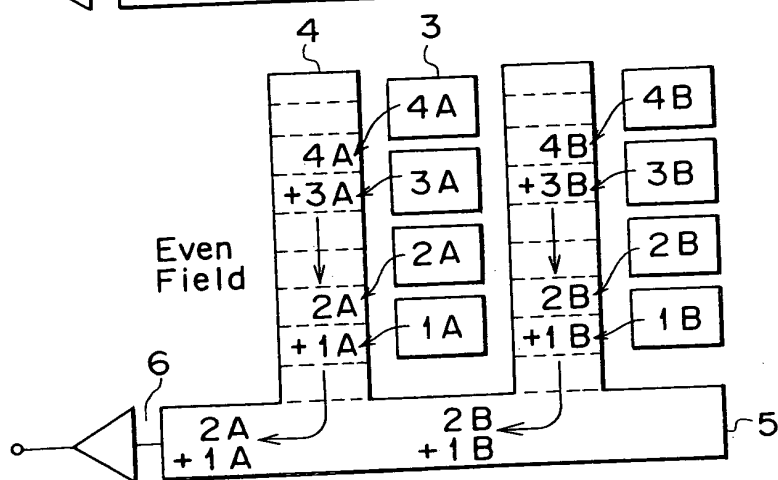 4
3
4A
4B
4A
4B
+3A
3A
+3B
3B
Even
Field
2A
2B
2A
2B
+1A
1A
+1B
1B
6
2A
2B
5
+1A
+1B